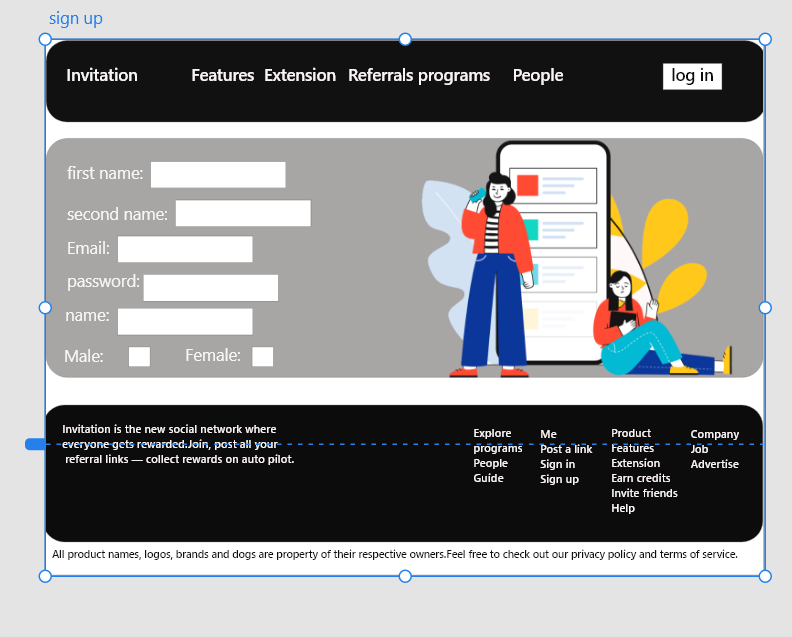 sign up
Invitation Features Extension Referrals programs People log in
first name:
second name:
Email:
password:
name:
Male: Female:
Invitation is the new social network where
everyone gets rewarded.Join, post all your
referral links — collect rewards on auto pilot.
Explore
programs
People
Guide
Me
Post a link
Sign in
Sign up
Product
Features
Extension
Earn credits
Invite friends
Help
Company
Job
Advertise
All product names, logos, brands and dogs are property of their respective owners.Feel free to check out our privacy policy and terms of service.